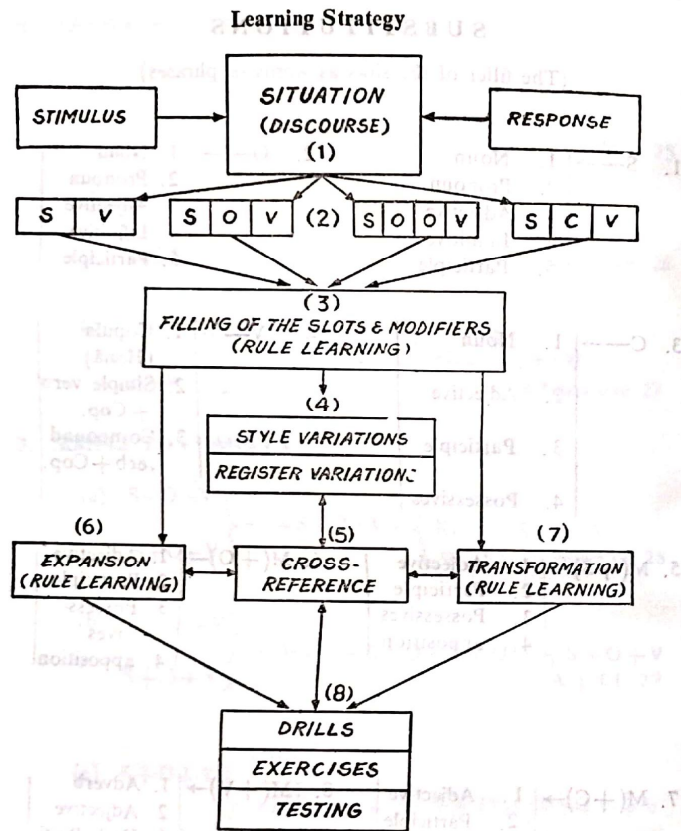 Learning Strategy
SITUATION
(DISCOURSE)
(1)
STIMULUS
RESPONSE
S V
S O V
(2)
S O O V
S C V
(3)
FILLING OF THE SLOTS & MODIFIERS
(RULE LEARNING)
(4)
STYLE VARIATIONS
REGISTER VARIATIONS
(6)
(5)
(7)
EXPANSION
(RULE LEARNING)
CROSS-
REFERENCE
TRANSFORMATION
(RULE LEARNING)
(8)
DRILLS
EXERCISES
TESTING